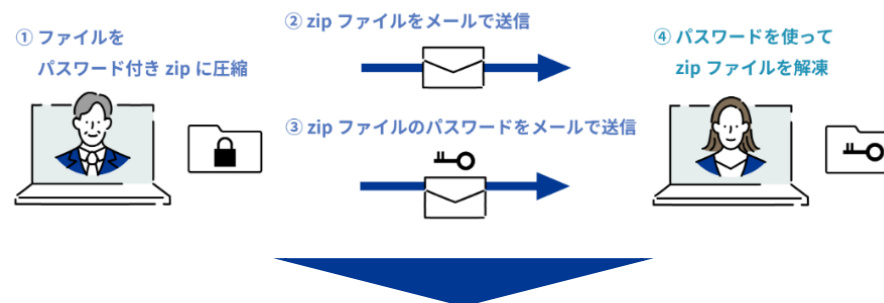 ① ファイルを
パスワード付き zip に圧縮
② zip ファイルをメールで送信
③ zip ファイルのパスワードをメールで送信
④ パスワードを使って
zip ファイルを解凍